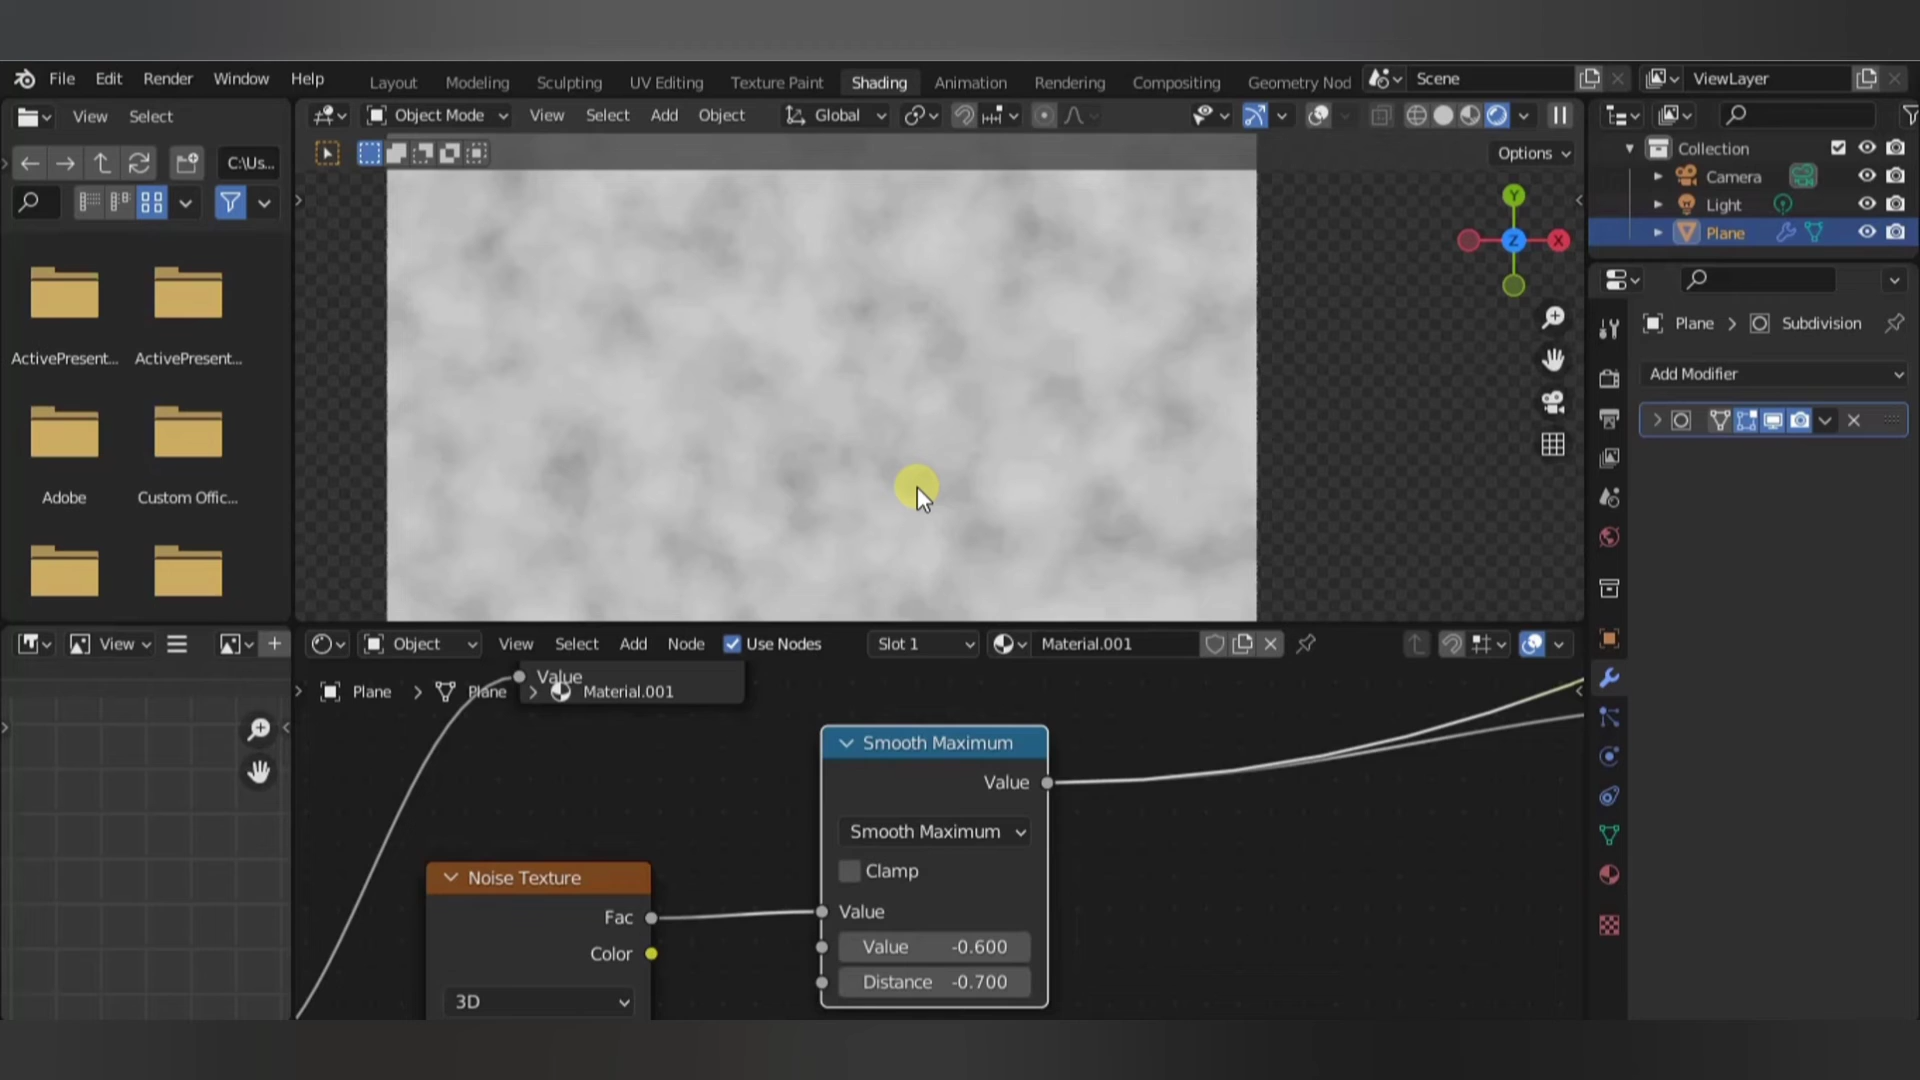 File Edit Render Window Help Layout Modeling Sculpting UV Editing Texture Paint Shading Animation Rendering Compositing Geometry Nod Scene ViewLayer
View Select Object Mode View Select Add Object Global
Collection
C:\Us... Options
Camera
Light
Plane
Y
Z X
Plane Subdivision
ActivePresent... ActivePresent...
Add Modifier
Adobe Custom Offic...
View Object View Select Add Node Use Nodes Slot 1 Material.001
Value
Plane Plane Material.001
Smooth Maximum
Value
Smooth Maximum
Clamp
Noise Texture
Fac Value
Value -0.600
Color
Distance -0.700
3D